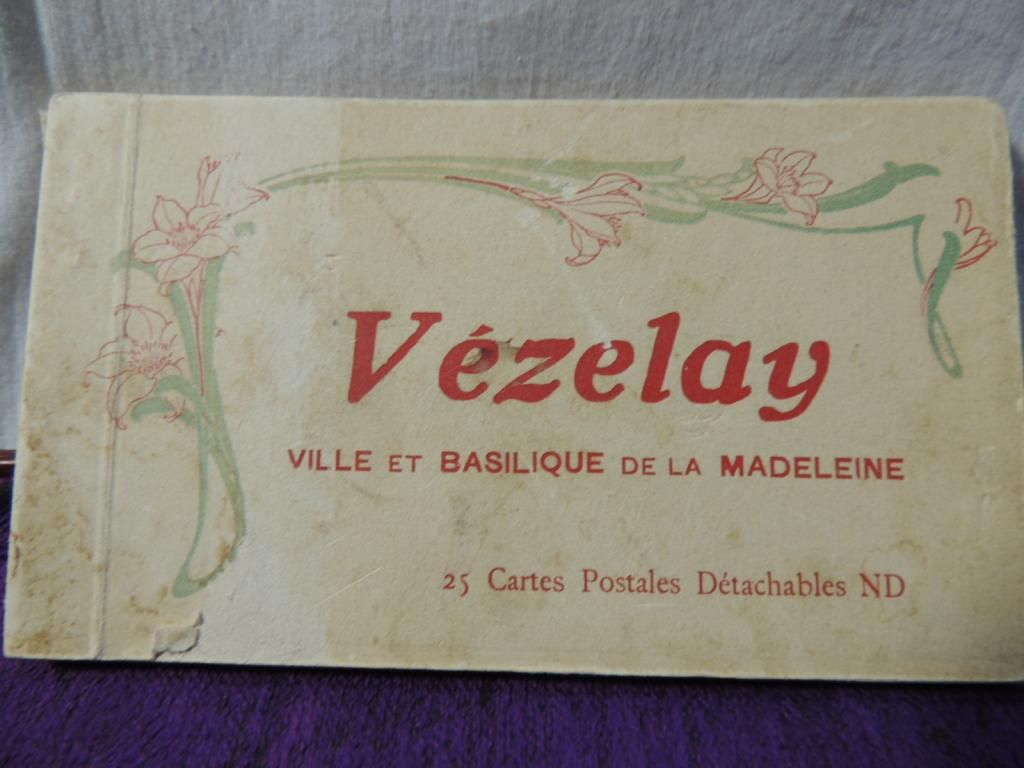 Vézelay
VILLE ET BASILIQUE DE LA MADELEINE
25 Cartes Postales Détachables ND